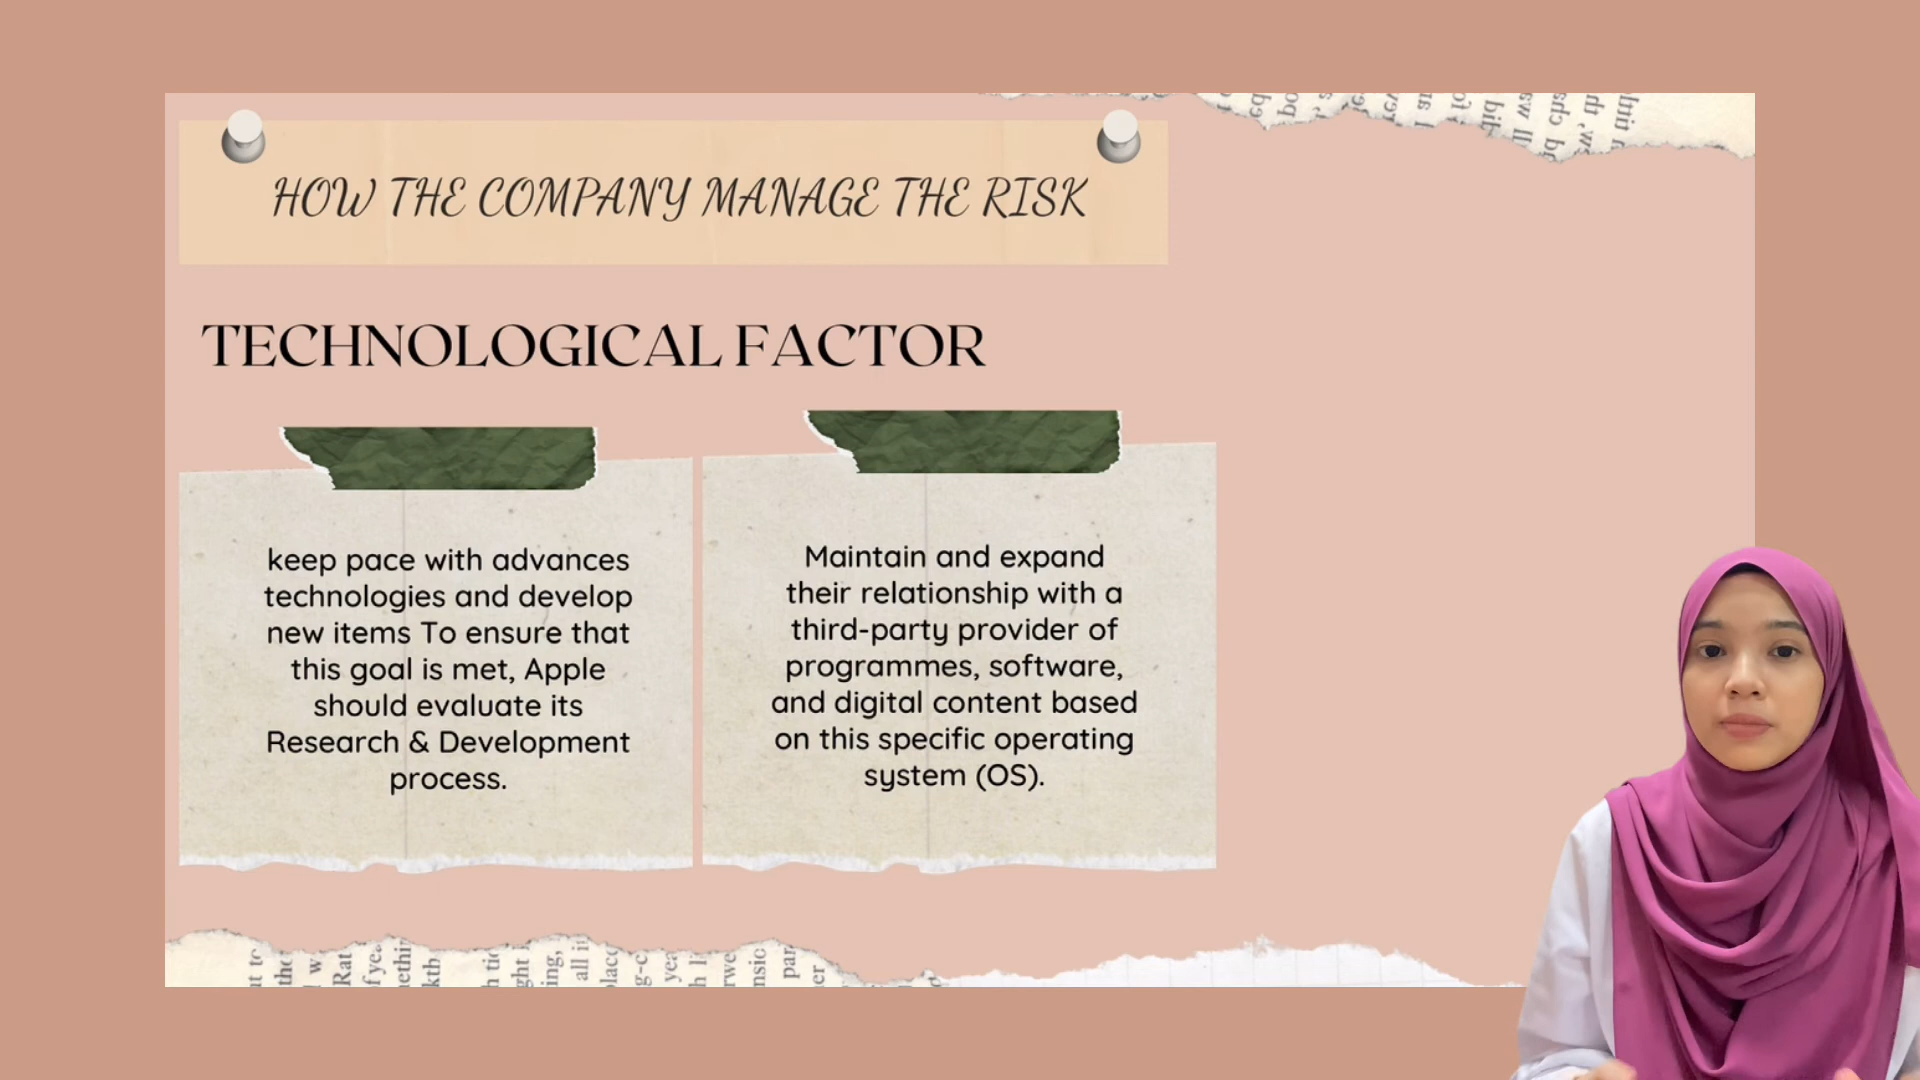 HOW THE COMPANY MANAGE THE RISK
TECHNOLOGICAL FACTOR
keep pace with advances
technologies and develop
new items To ensure that
this goal is met, Apple
should evaluate its
Research & Development
process.
Maintain and expand
their relationship with a
third-party provider of
programmes, software,
and digital content based
on this specific operating
system (OS).